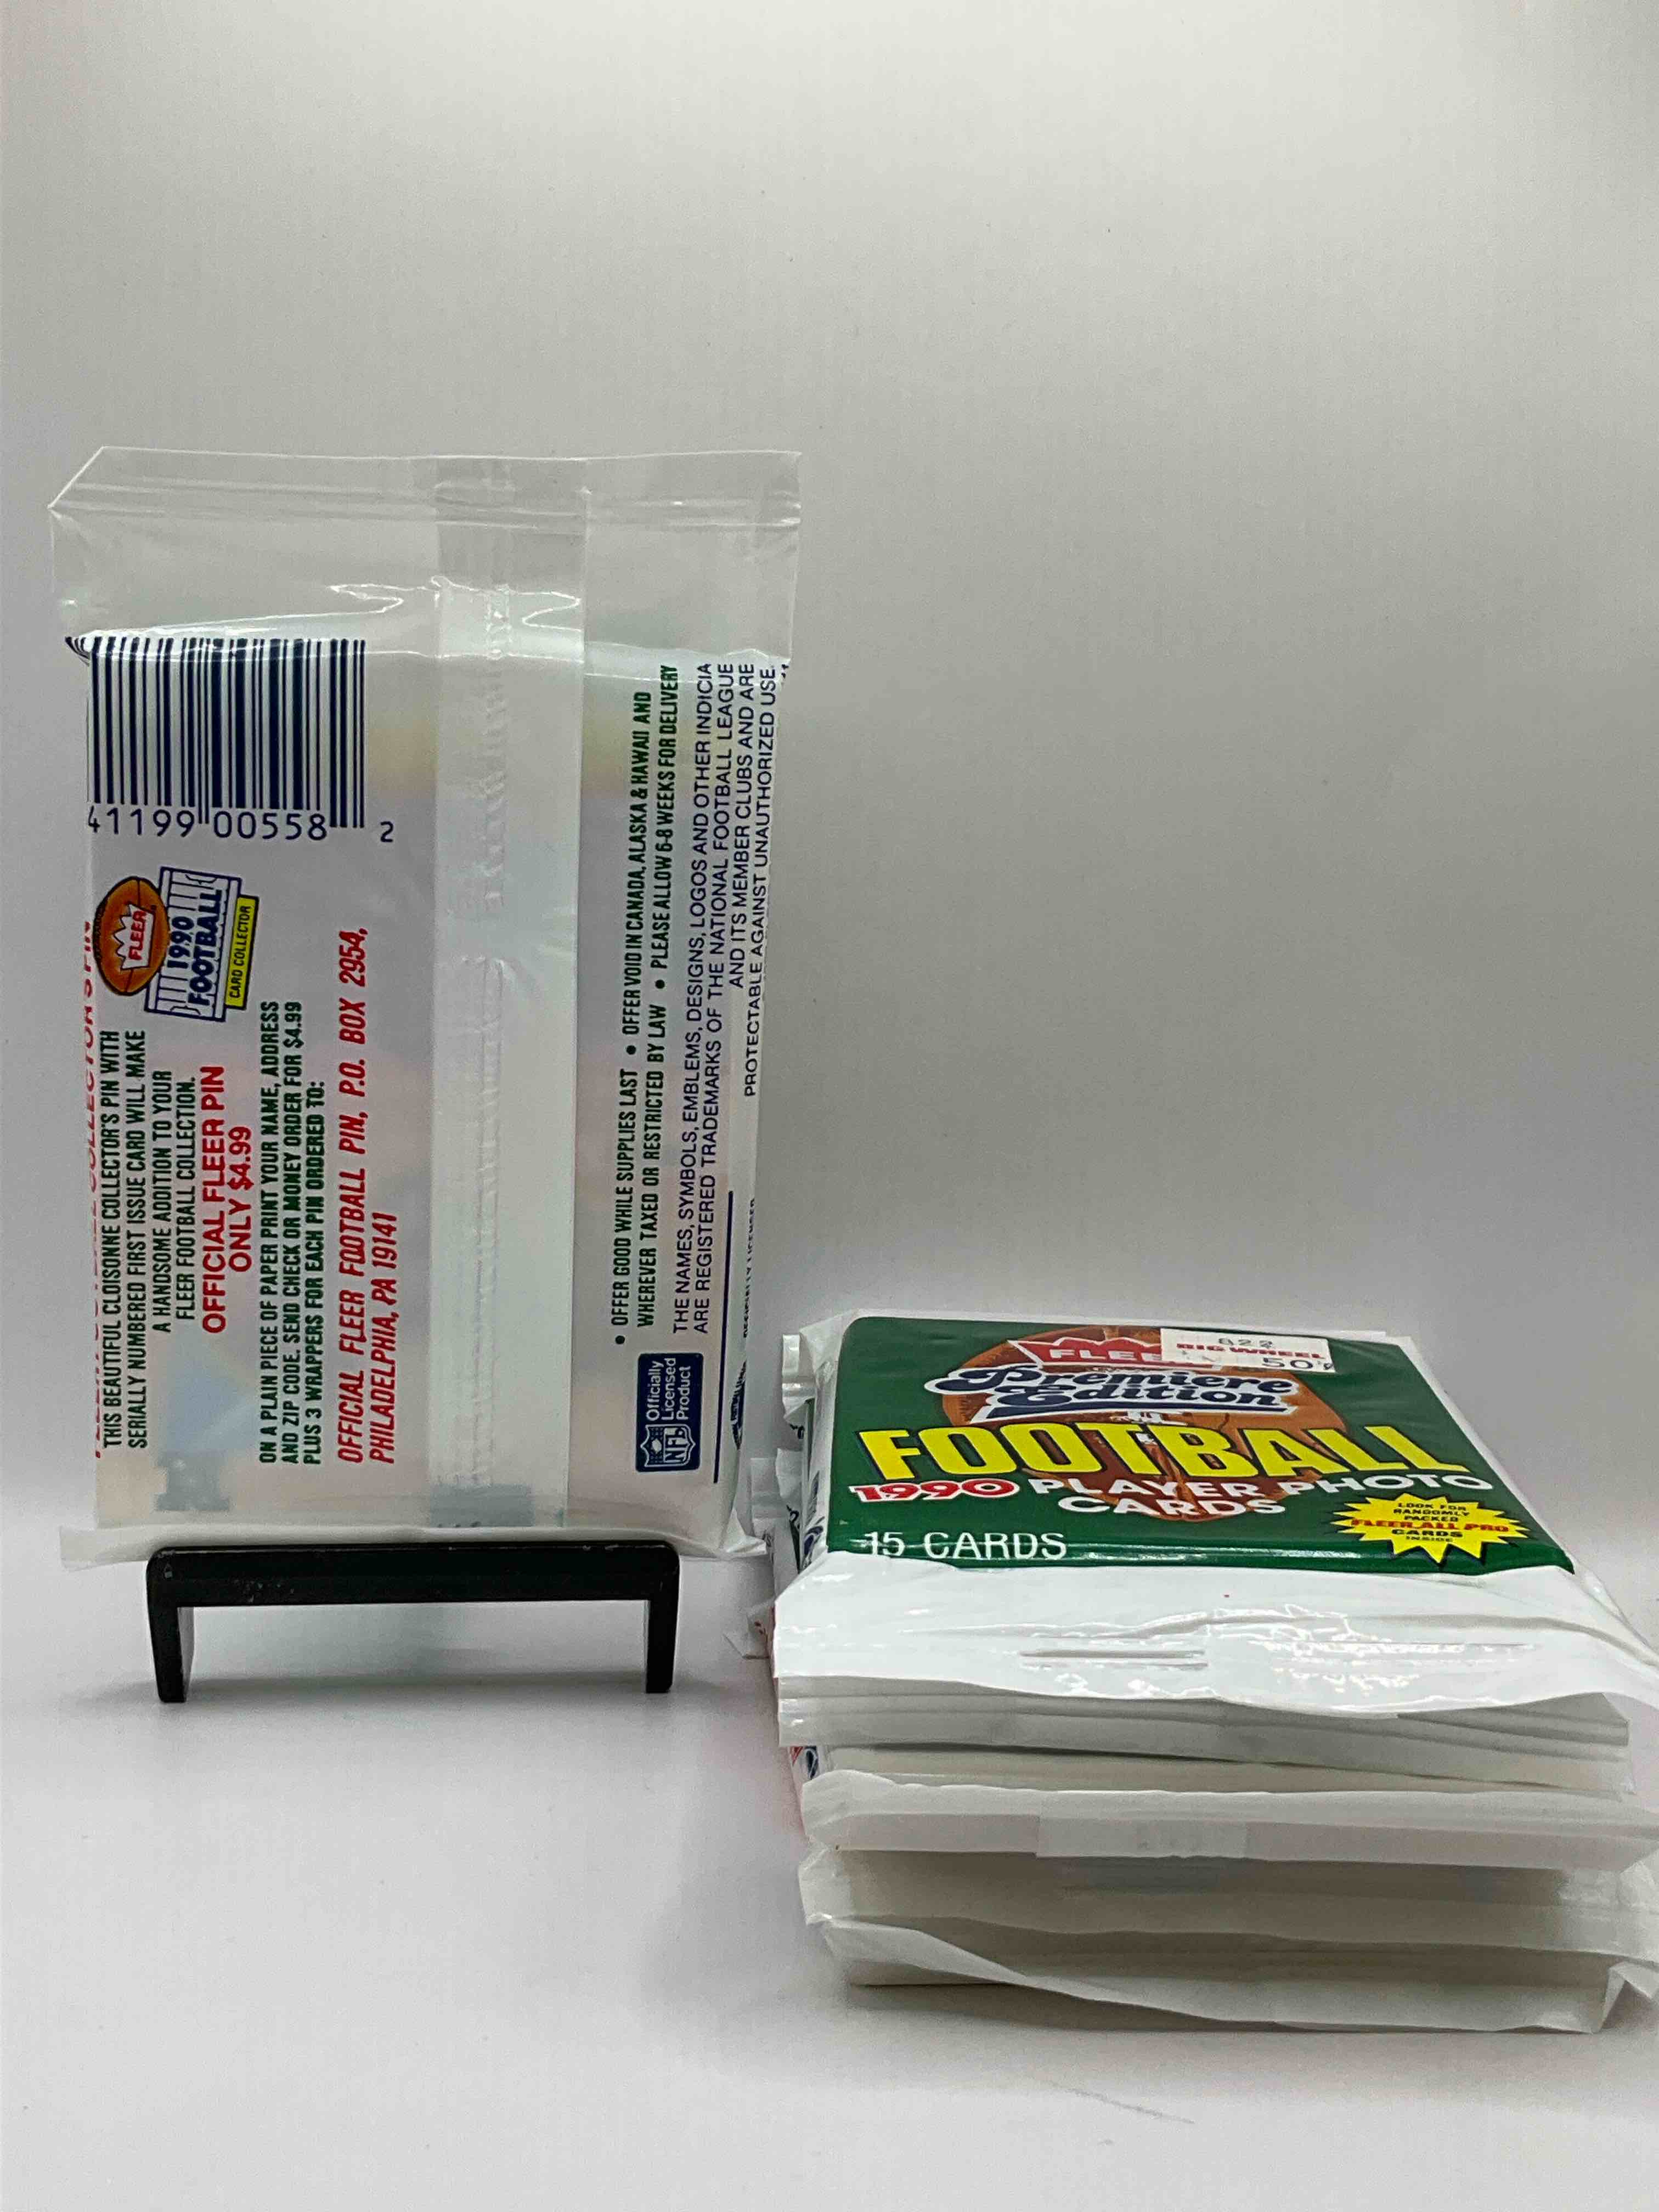 41199 00558 2
FLEER
1990
FOOTBALL
CARD COLLECTOR
THIS BEAUTIFUL CLOISONNE COLLECTOR'S PIN WITH
SERIALLY NUMBERED FIRST ISSUE CARD WILL MAKE
A HANDSOME ADDITION TO YOUR
FLEER FOOTBALL COLLECTION.
OFFICIAL FLEER PIN
ONLY $4.99
ON A PLAIN PIECE OF PAPER PRINT YOUR NAME, ADDRESS
AND ZIP CODE. SEND CHECK OR MONEY ORDER FOR $4.99
PLUS 3 WRAPPERS FOR EACH PIN ORDERED TO:
OFFICIAL FLEER FOOTBALL PIN, P.O. BOX 2954,
PHILADELPHIA, PA 19141
• OFFER GOOD WHILE SUPPLIES LAST • OFFER VOID IN CANADA, ALASKA & HAWAII AND
WHEREVER TAXED OR RESTRICTED BY LAW • PLEASE ALLOW 6-8 WEEKS FOR DELIVERY
THE NAMES, SYMBOLS, EMBLEMS, DESIGNS, LOGOS AND OTHER INDICIA
ARE REGISTERED TRADEMARKS OF THE NATIONAL FOOTBALL LEAGUE
AND ITS MEMBER CLUBS AND ARE
PROTECTABLE AGAINST UNAUTHORIZED USE.
NFL
Officially
Licensed
Product
822
BIG WHEEL
50¢
Premiere
Edition
FOOTBALL
1990 PLAYER PHOTO
CARDS
15 CARDS
LOOK FOR
RANDOMLY
PACKED
FLEER ALL PRO
CARDS
INSIDE